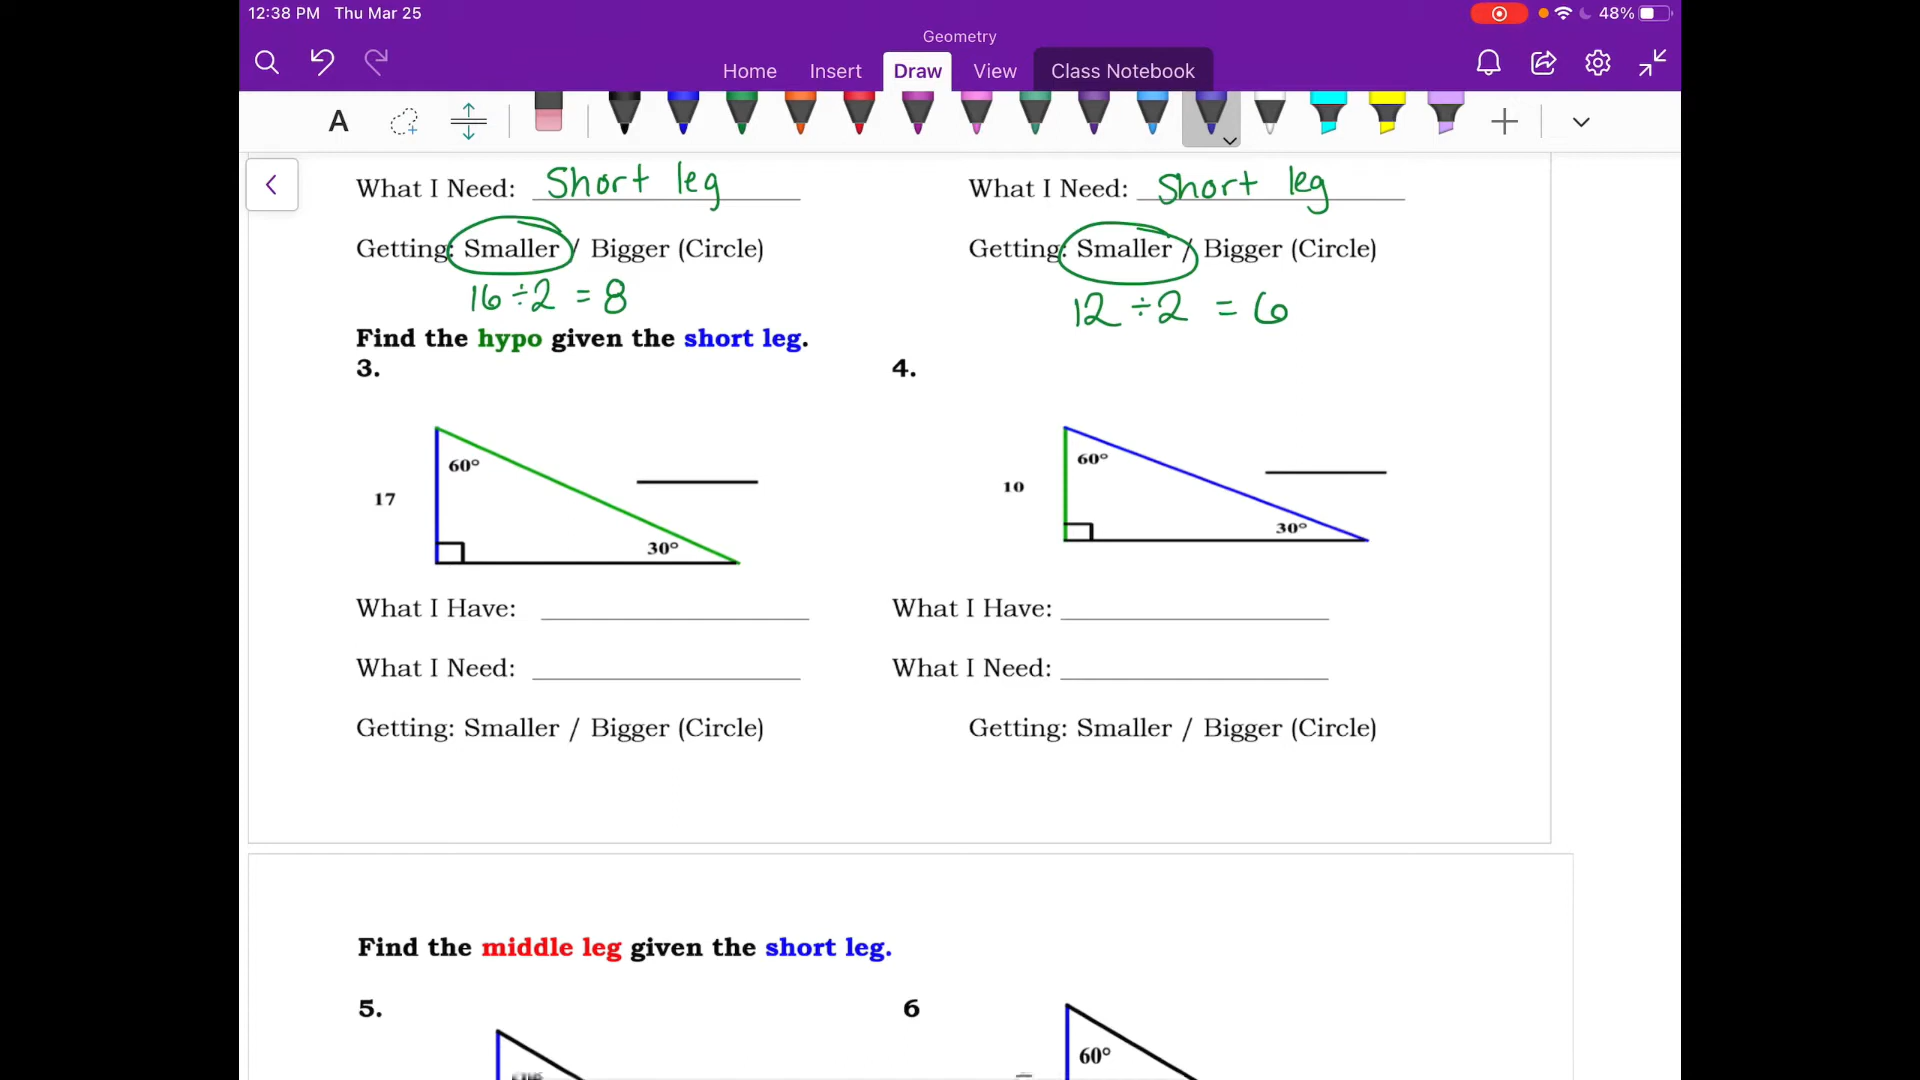 12:38 PM Thu Mar 25
48%
Geometry
Home Insert Draw View Class Notebook
A
What I Need: Short leg
What I Need: Short leg
Getting: Smaller / Bigger (Circle)
Getting: Smaller / Bigger (Circle)
16 ÷ 2 = 8
12 ÷ 2 = 6
Find the hypo given the short leg.
3.
4.
60°
17
30°
60°
10
30°
What I Have:
What I Have:
What I Need:
What I Need:
Getting: Smaller / Bigger (Circle)
Getting: Smaller / Bigger (Circle)
Find the middle leg given the short leg.
5.
6
60°